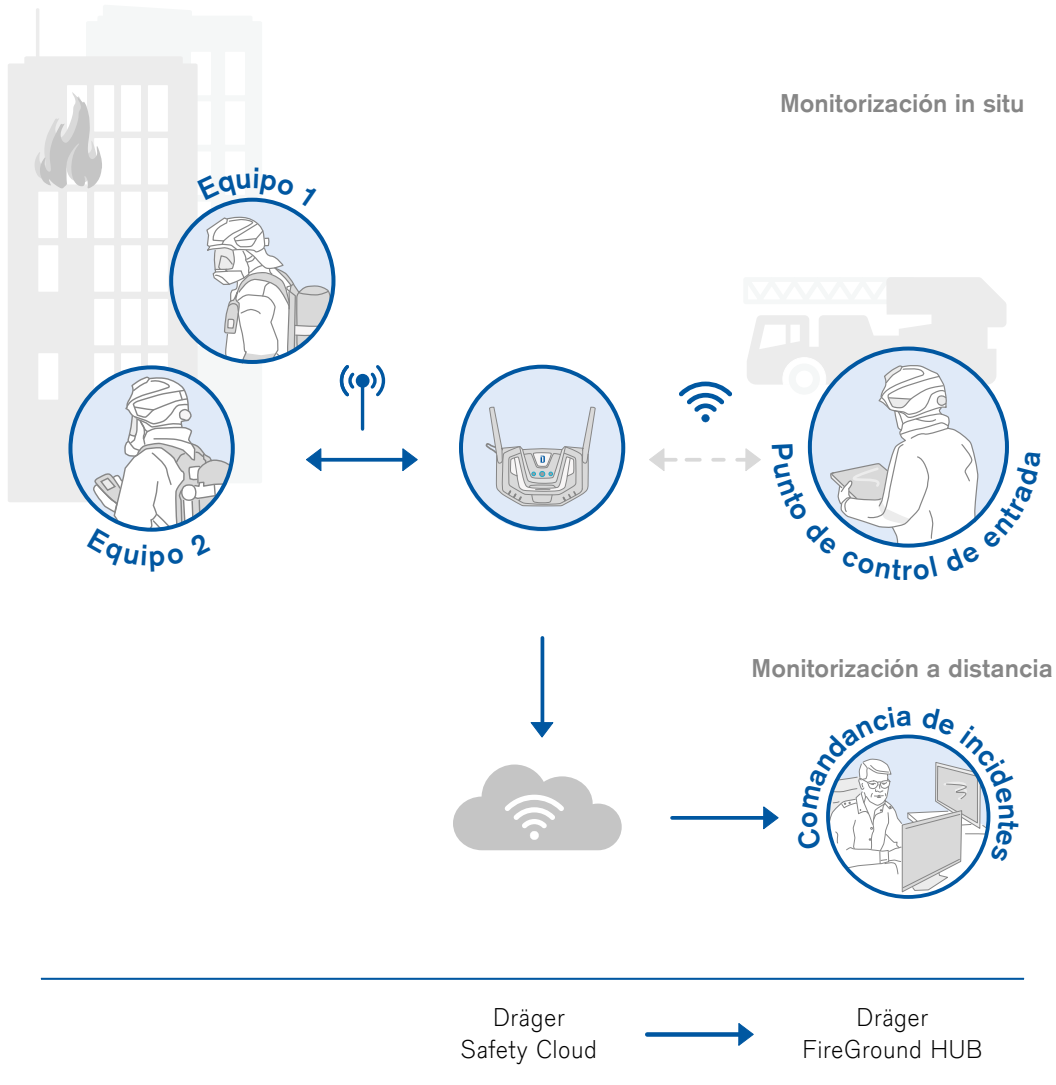 Monitorización in situ
Equipo 1
Equipo 2
Punto de control de entrada
Monitorización a distancia
Comandancia de incidentes
Dräger
Safety Cloud
Dräger
FireGround HUB